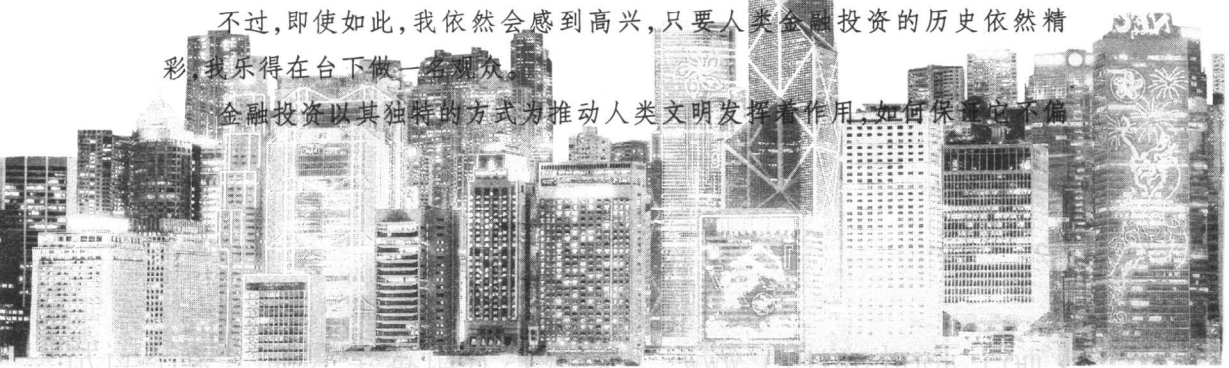 不过,即使如此,我依然会感到高兴,只要人类金融投资的历史依然精
彩,我乐得在台下做一名观众。
金融投资以其独特的方式为推动人类文明发挥着作用,如何保证它不偏